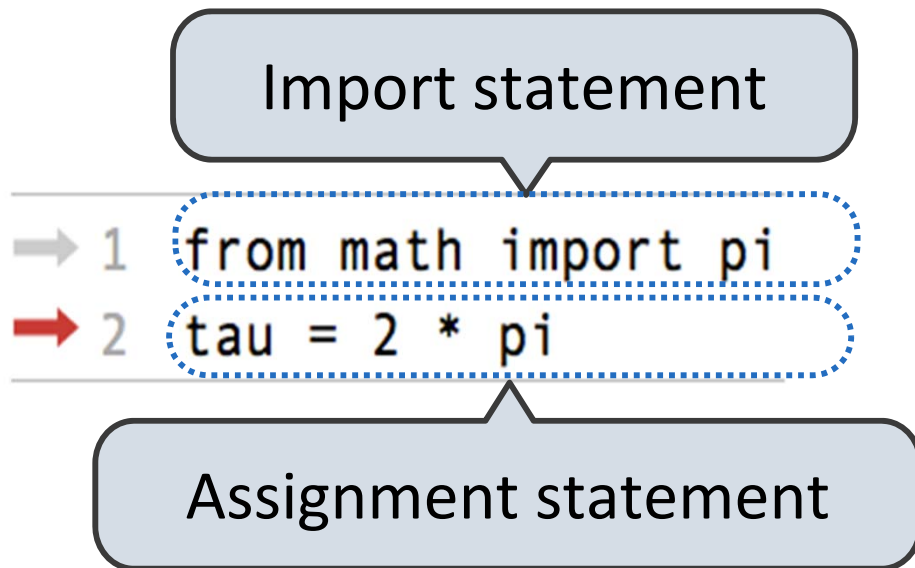 Import statement
1 from math import pi
2 tau = 2 * pi
Assignment statement